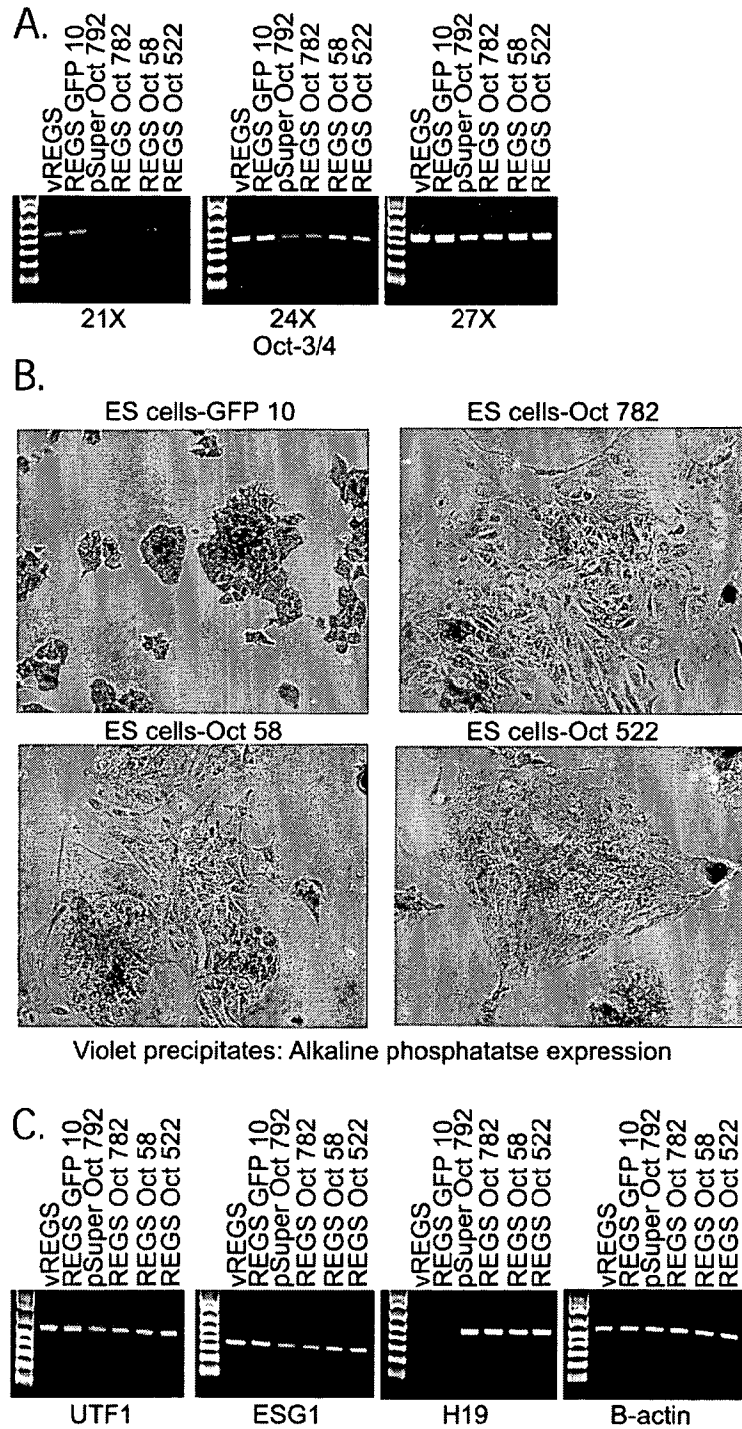 A.
vREGS
REGS GFP 10
pSuper Oct 792
REGS Oct 782
REGS Oct 58
REGS Oct 522
vREGS
REGS GFP 10
pSuper Oct 792
REGS Oct 782
REGS Oct 58
REGS Oct 522
vREGS
REGS GFP 10
pSuper Oct 792
REGS Oct 782
REGS Oct 58
REGS Oct 522
21X
24X
27X
Oct-3/4
B.
ES cells-GFP 10
ES cells-Oct 782
ES cells-Oct 58
ES cells-Oct 522
Violet precipitates: Alkaline phosphatatse expression
C.
vREGS
REGS GFP 10
pSuper Oct 792
REGS Oct 782
REGS Oct 58
REGS Oct 522
vREGS
REGS GFP 10
pSuper Oct 792
REGS Oct 782
REGS Oct 58
REGS Oct 522
vREGS
REGS GFP 10
pSuper Oct 792
REGS Oct 782
REGS Oct 58
REGS Oct 522
vREGS
REGS GFP 10
pSuper Oct 792
REGS Oct 782
REGS Oct 58
REGS Oct 522
UTF1
ESG1
H19
B-actin